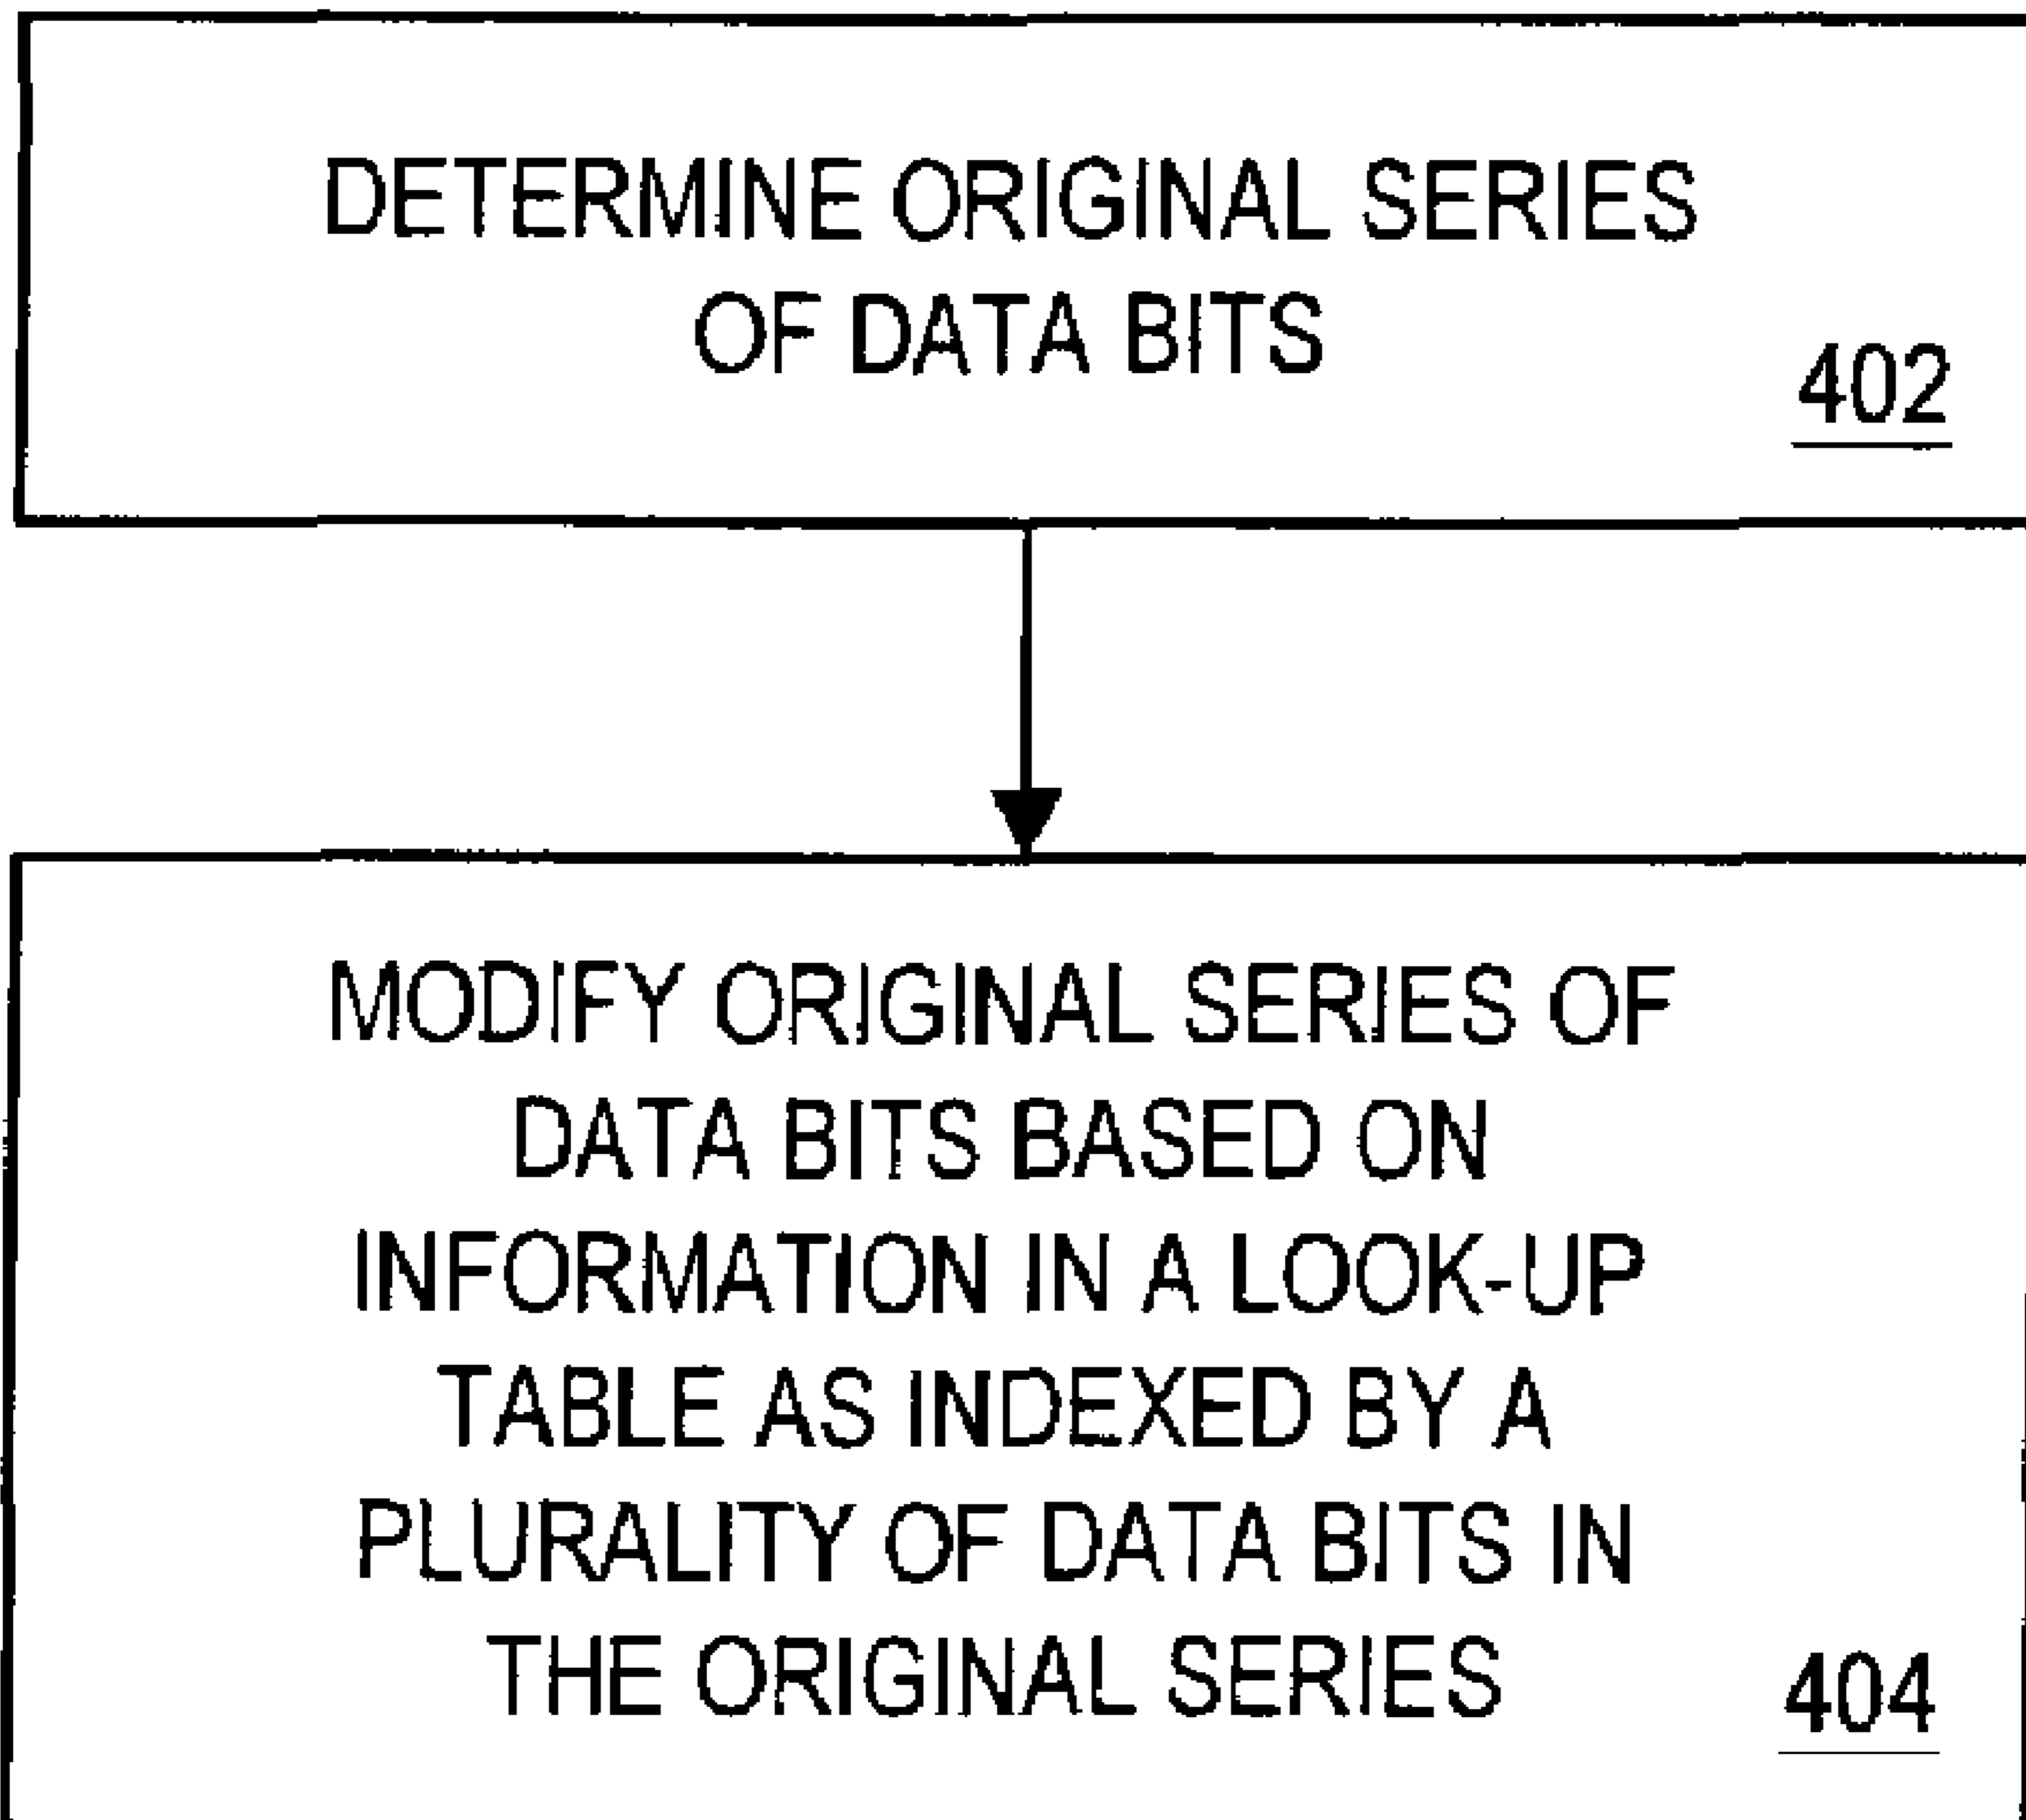 DETERMINE ORIGINAL SERIES
OF DATA BITS
402
MODIFY ORIGINAL SERIES OF
DATA BITS BASED ON
INFORMATION IN A LOOK-UP
TABLE AS INDEXED BY A
PLURALITY OF DATA BITS IN
THE ORIGINAL SERIES
404